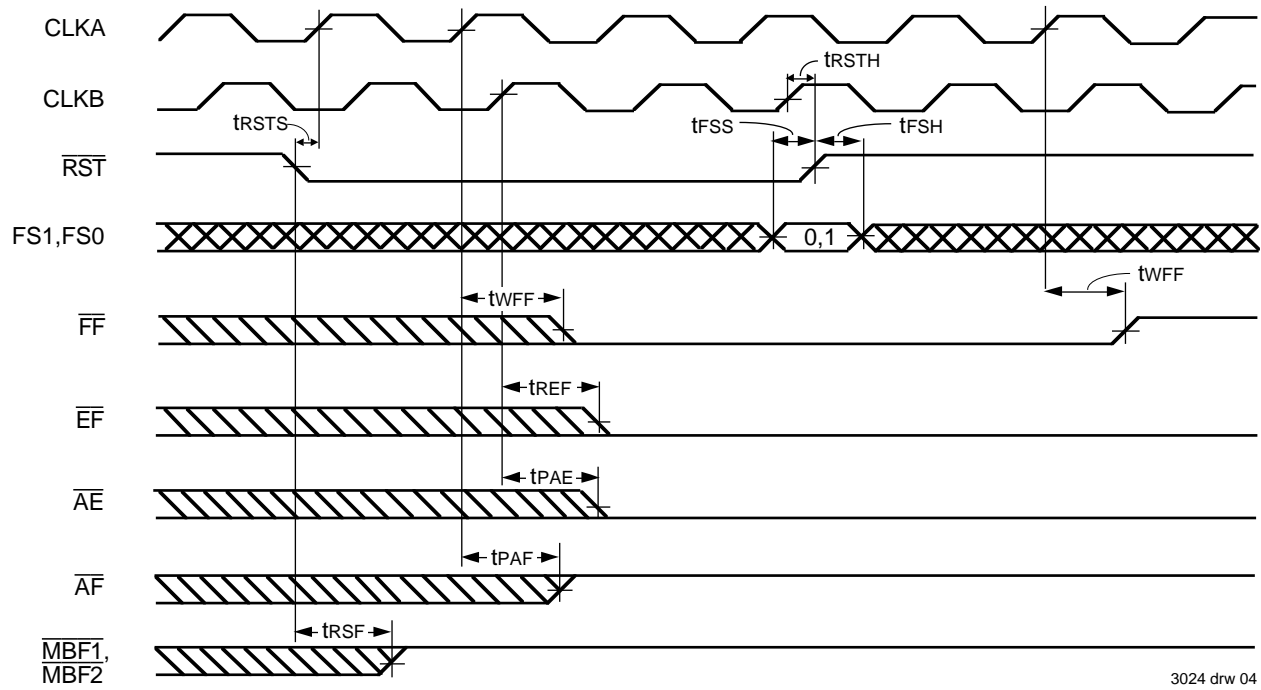 CLKA
tRSTH
CLKB
tRSTS
tFSS
tFSH
RST
FS1,FS0
0,1
tWFF
tWFF
FF
tREF
EF
tPAE
AE
tPAF
AF
tRSF
MBF1,
MBF2
3024 drw 04